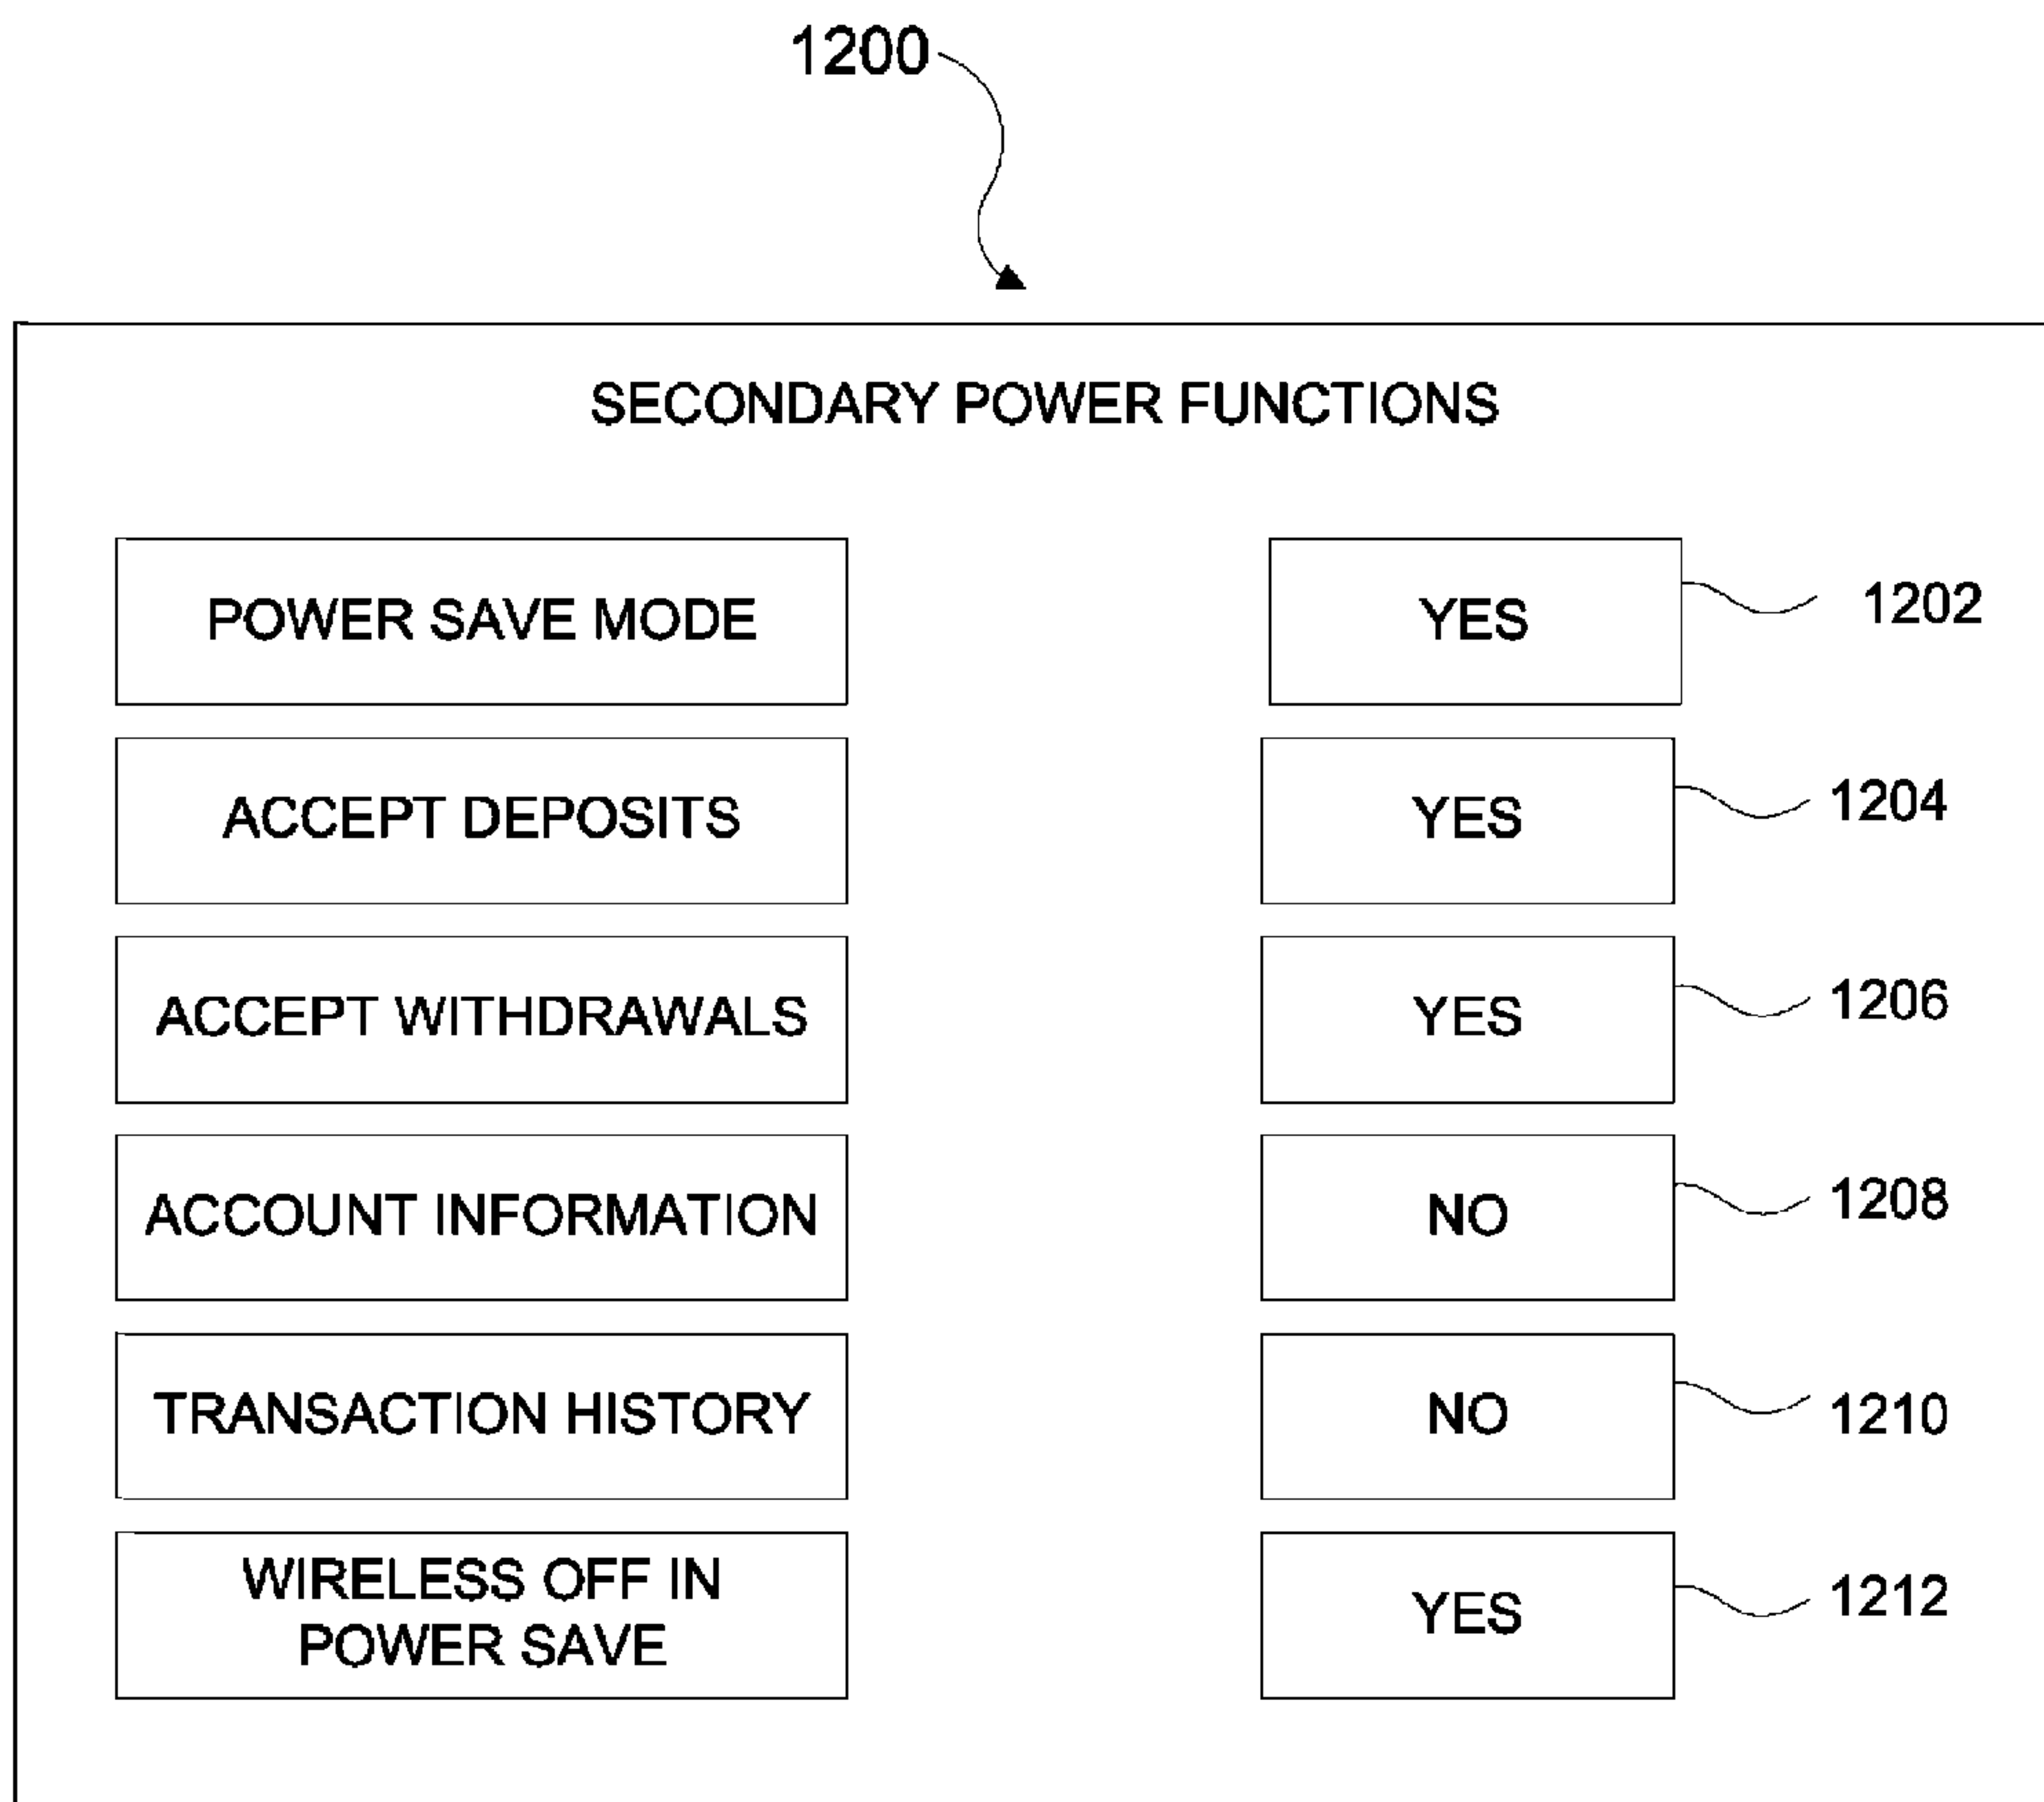 1200
SECONDARY POWER FUNCTIONS
POWER SAVE MODE YES 1202
ACCEPT DEPOSITS YES 1204
ACCEPT WITHDRAWALS YES 1206
ACCOUNT INFORMATION NO 1208
TRANSACTION HISTORY NO 1210
WIRELESS OFF IN
POWER SAVE YES 1212